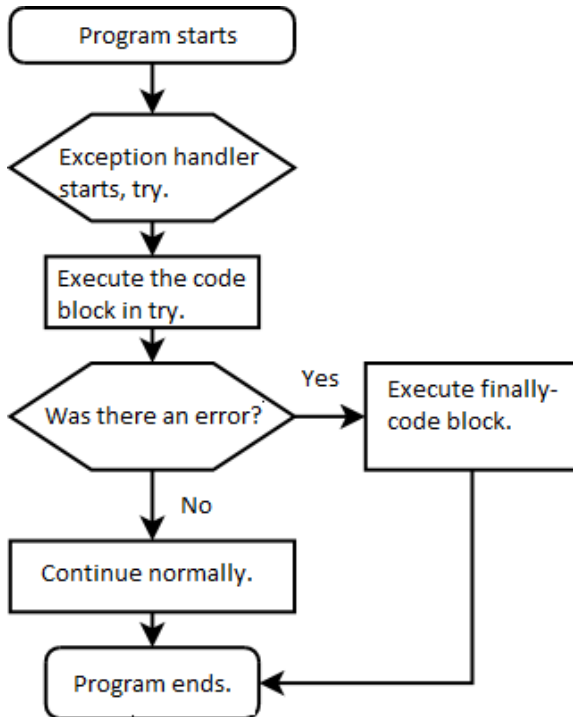 Program starts
Exception handler
starts, try.
Execute the code
block in try.
Was there an error?
Yes
Execute finally-
code block.
No
Continue normally.
Program ends.